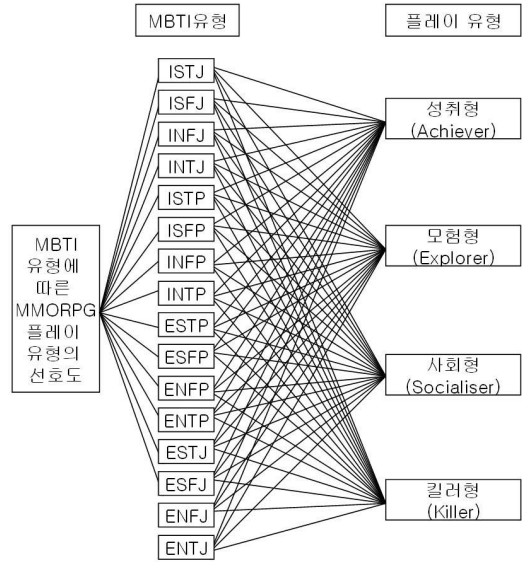 MBTI유형
플레이 유형
ISTJ
ISFJ
INFJ
INTJ
ISTP
ISFP
INFP
INTP
ESTP
ESFP
ENFP
ENTP
ESTJ
ESFJ
ENFJ
ENTJ
MBTI
유형에
따른
MMORPG
플레이
유형의
선호도
성취형
(Achiever)
모험형
(Explorer)
사회형
(Socialiser)
킬러형
(Killer)